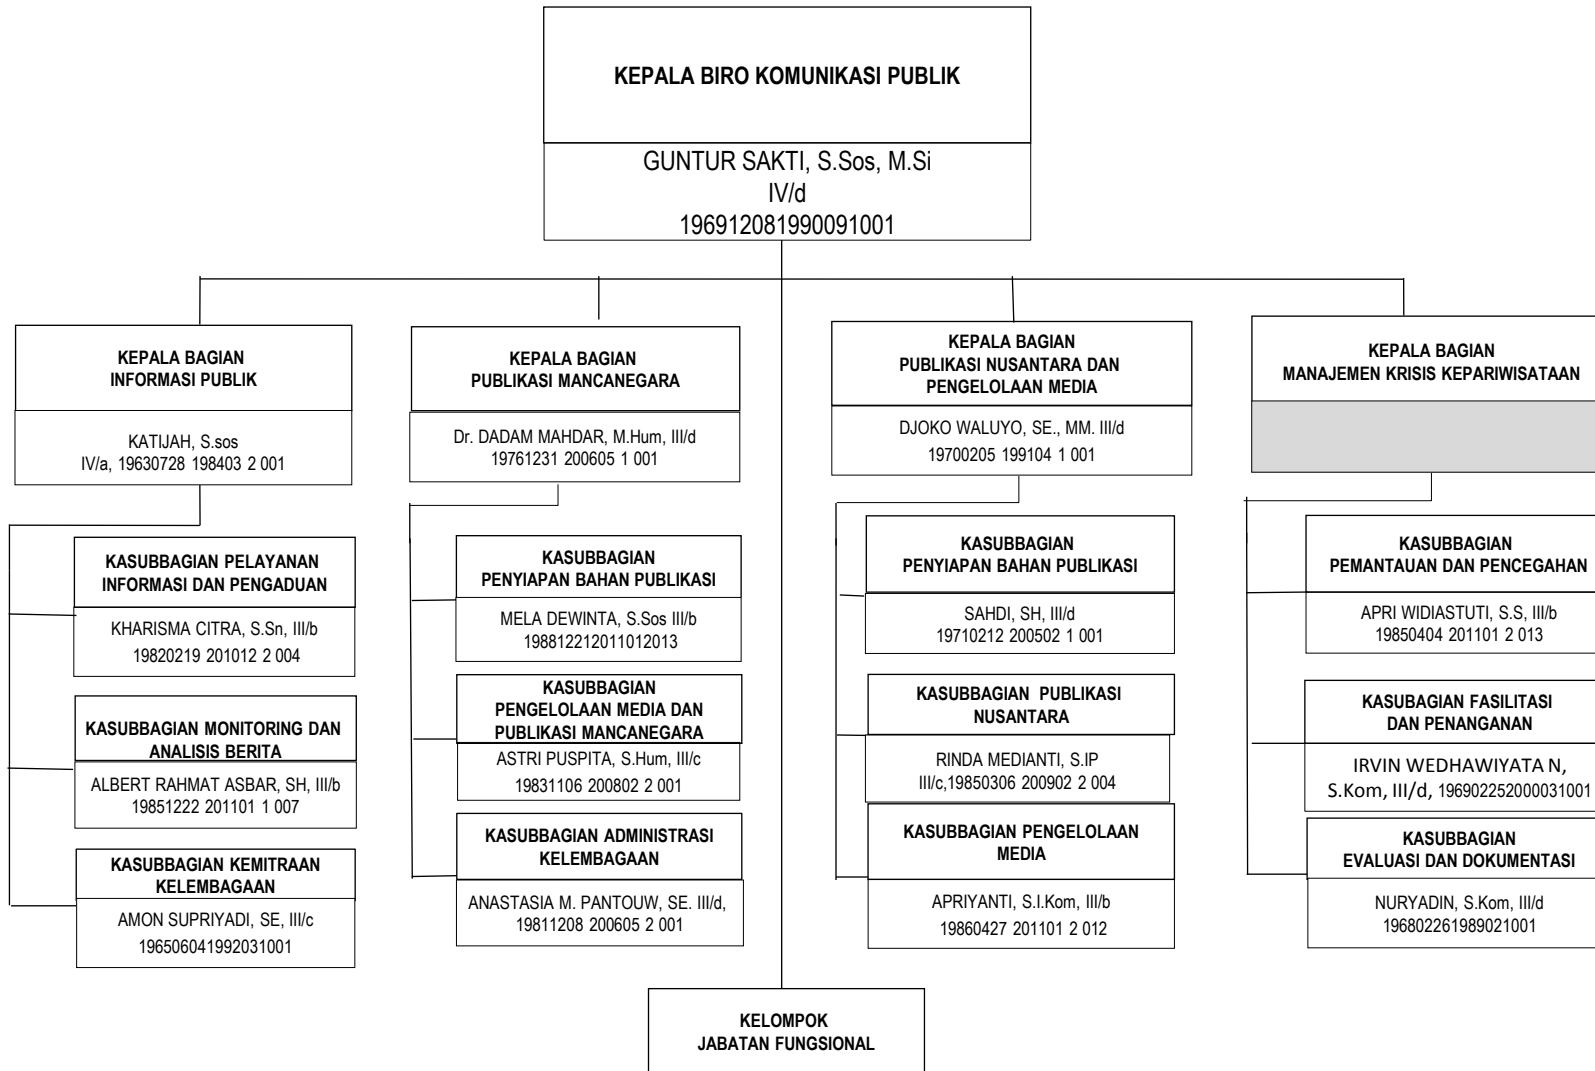 KEPALA BIRO KOMUNIKASI PUBLIK
GUNTUR SAKTI, S.Sos, M.Si
IV/d
196912081990091001
KEPALA BAGIAN
INFORMASI PUBLIK
KATIJAH, S.sos
IV/a, 19630728 198403 2 001
KASUBBAGIAN PELAYANAN
INFORMASI DAN PENGADUAN
KHARISMA CITRA, S.Sn, III/b
19820219 201012 2 004
KASUBBAGIAN MONITORING DAN
ANALISIS BERITA
ALBERT RAHMAT ASBAR, SH, III/b
19851222 201101 1 007
KASUBBAGIAN KEMITRAAN
KELEMBAGAAN
AMON SUPRIYADI, SE, III/c
196506041992031001
KEPALA BAGIAN
PUBLIKASI MANCANEGARA
Dr. DADAM MAHDAR, M.Hum, III/d
19761231 200605 1 001
KASUBBAGIAN
PENYIAPAN BAHAN PUBLIKASI
MELA DEWINTA, S.Sos III/b
198812212011012013
KASUBBAGIAN
PENGELOLAAN MEDIA DAN
PUBLIKASI MANCANEGARA
ASTRI PUSPITA, S.Hum, III/c
19831106 200802 2 001
KASUBBAGIAN ADMINISTRASI
KELEMBAGAAN
ANASTASIA M. PANTOUW, SE. III/d,
19811208 200605 2 001
KEPALA BAGIAN
PUBLIKASI NUSANTARA DAN
PENGELOLAAN MEDIA
DJOKO WALUYO, SE., MM. III/d
19700205 199104 1 001
KASUBBAGIAN
PENYIAPAN BAHAN PUBLIKASI
SAHDI, SH, III/d
19710212 200502 1 001
KASUBBAGIAN PUBLIKASI
NUSANTARA
RINDA MEDIANTI, S.IP
III/c,19850306 200902 2 004
KASUBBAGIAN PENGELOLAAN
MEDIA
APRIYANTI, S.I.Kom, III/b
19860427 201101 2 012
KEPALA BAGIAN
MANAJEMEN KRISIS KEPARIWISATAAN
KASUBBAGIAN
PEMANTAUAN DAN PENCEGAHAN
APRI WIDIASTUTI, S.S, III/b
19850404 201101 2 013
KASUBAGIAN FASILITASI
DAN PENANGANAN
IRVIN WEDHAWIYATA N,
S.Kom, III/d, 196902252000031001
KASUBBAGIAN
EVALUASI DAN DOKUMENTASI
NURYADIN, S.Kom, III/d
196802261989021001
KELOMPOK
JABATAN FUNGSIONAL